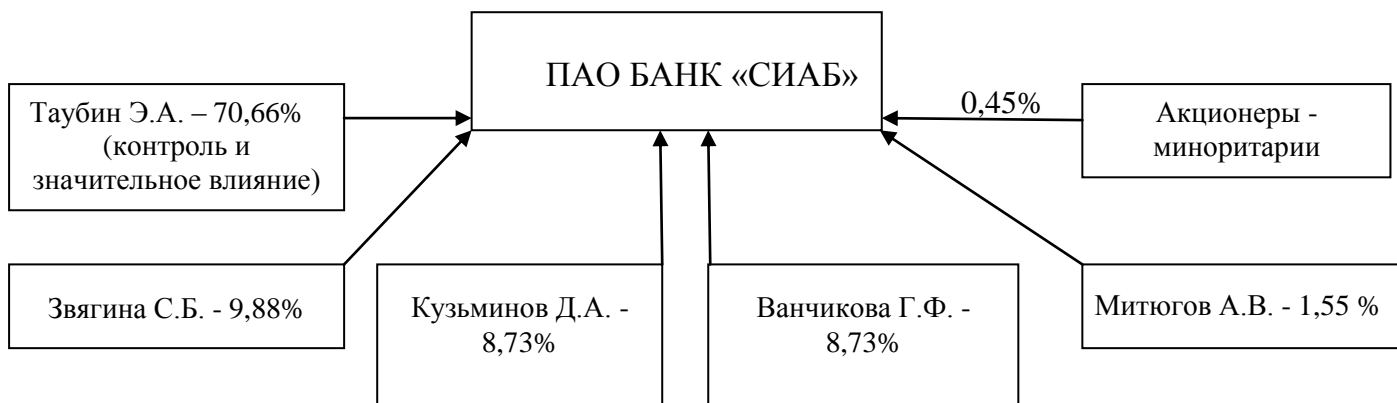 ПАО БАНК «СИАБ»
Таубин Э.А. – 70,66%
(контроль и
значительное влияние)
0,45%
Акционеры -
миноритарии
Звягина С.Б. - 9,88%
Кузьминов Д.А. -
8,73%
Ванчикова Г.Ф. -
8,73%
Митюгов А.В. - 1,55 %